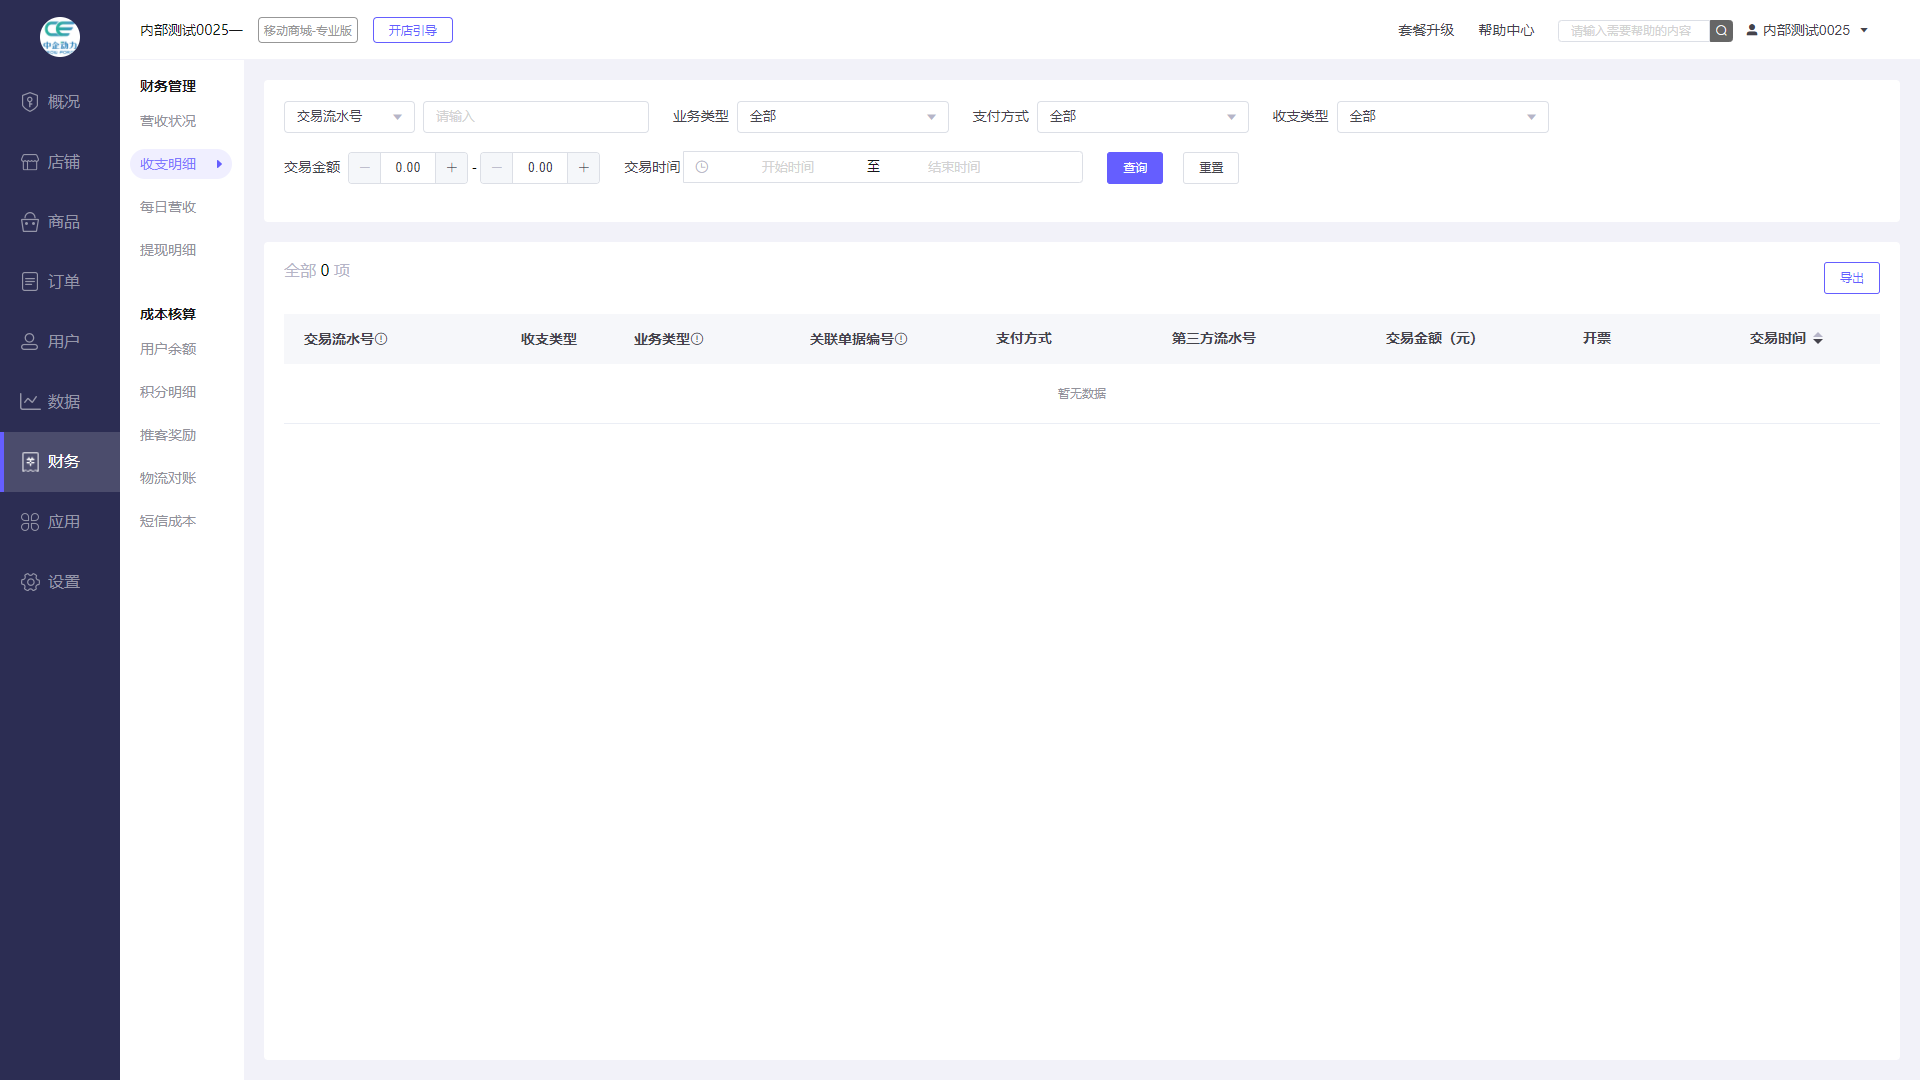 中企动力
内部测试0025一
移动商城-专业版
开店引导
套餐升级
帮助中心
请输入需要帮助的内容
内部测试0025
概况
店铺
商品
订单
用户
数据
财务
应用
设置
财务管理
营收状况
收支明细
每日营收
提现明细
成本核算
用户余额
积分明细
推客奖励
物流对账
短信成本
交易流水号 请输入 业务类型 全部 支付方式 全部 收支类型 全部
交易金额 0.00 - 0.00 交易时间 开始时间 至 结束时间 查询 重置
全部 0 项
导出
交易流水号 收支类型 业务类型 关联单据编号 支付方式 第三方流水号 交易金额（元） 开票 交易时间
暂无数据